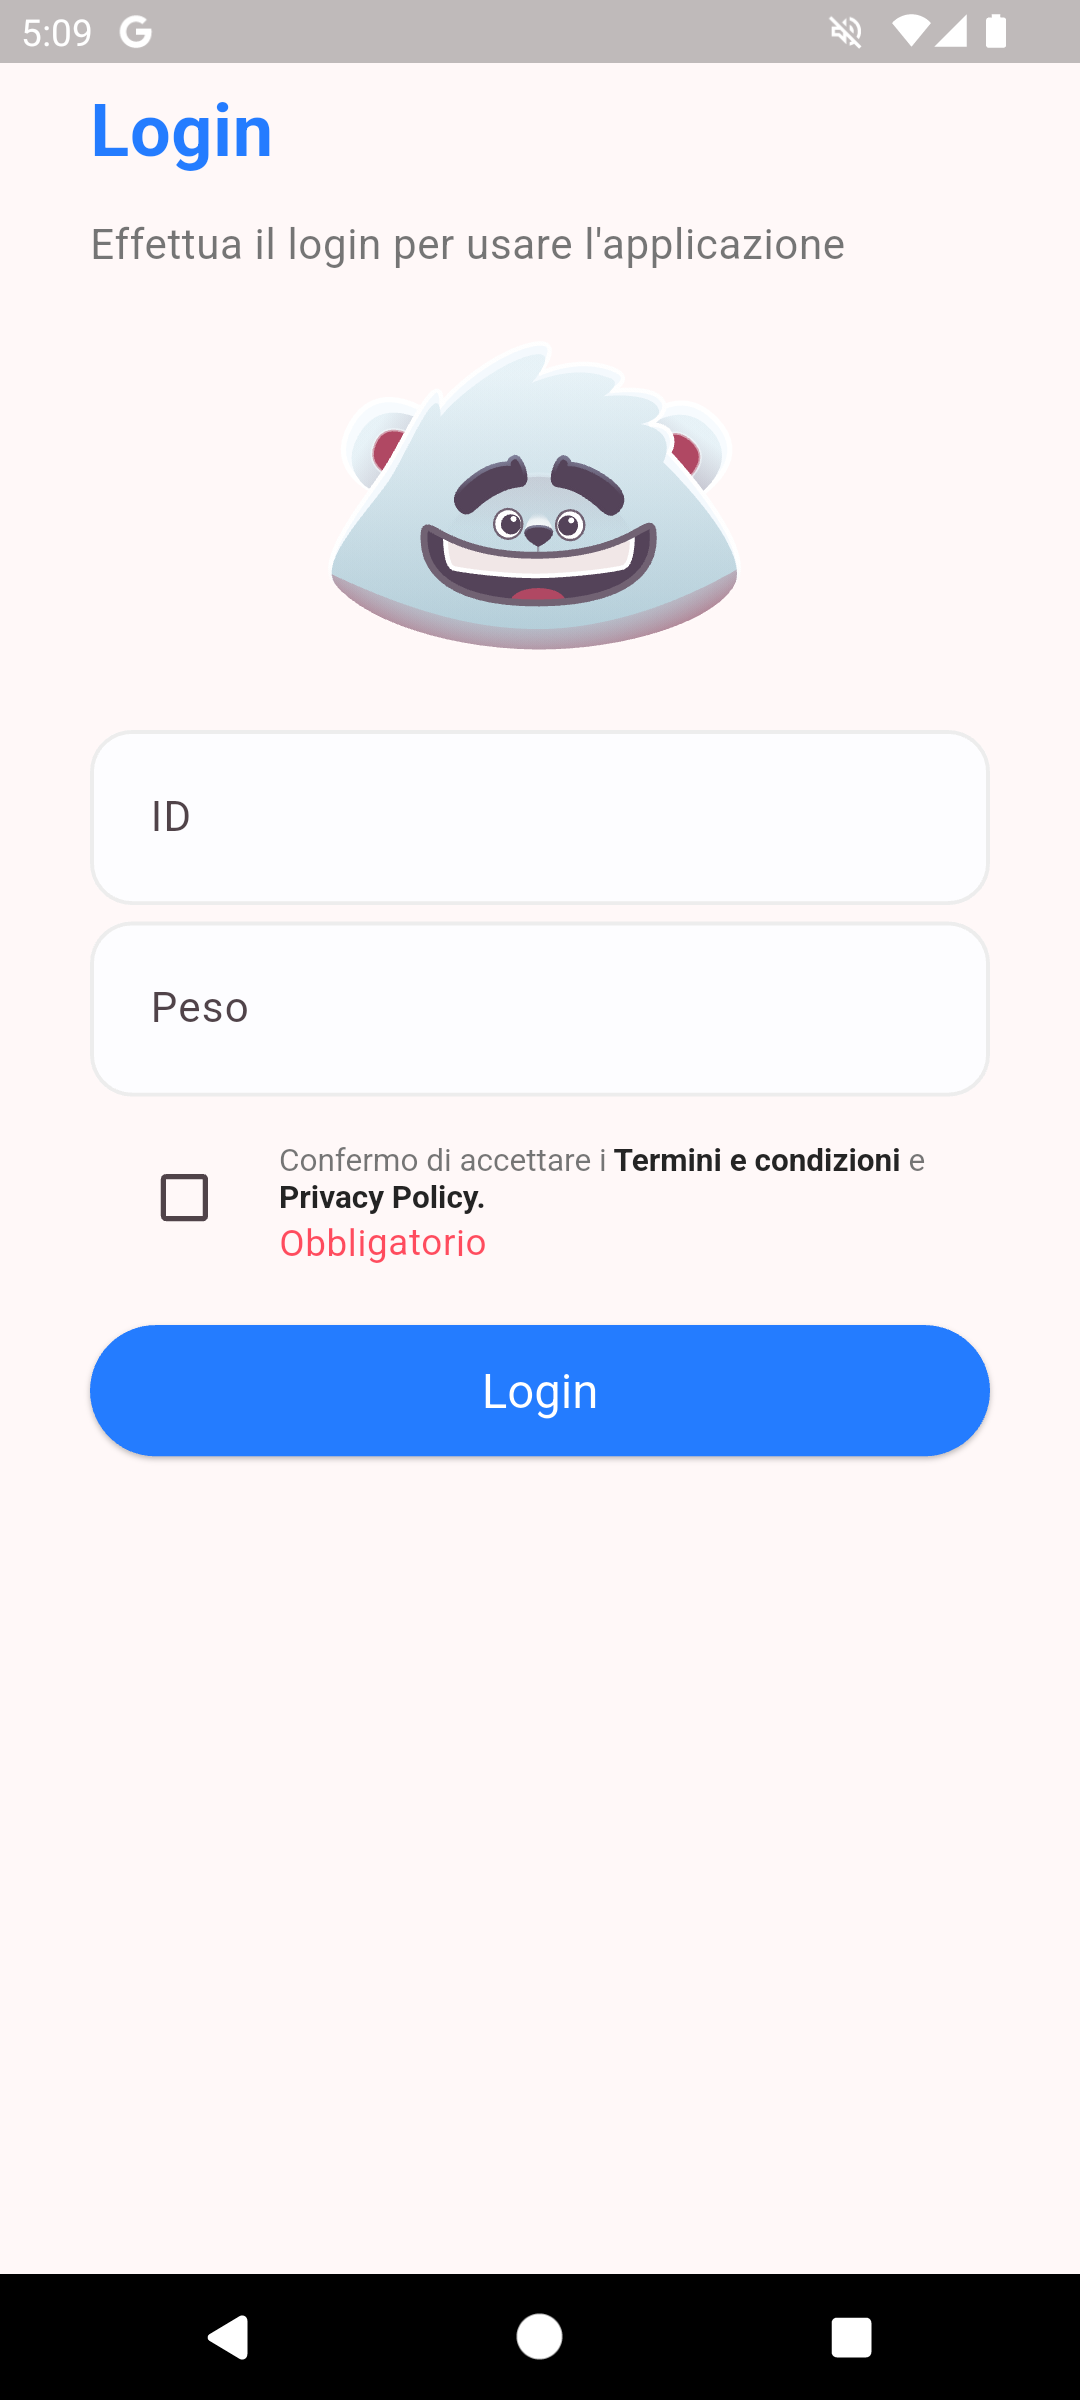 5:09 G
Login
Effettua il login per usare l'applicazione
ID
Peso
Confermo di accettare i Termini e condizioni e
Privacy Policy.
Obbligatorio
Login